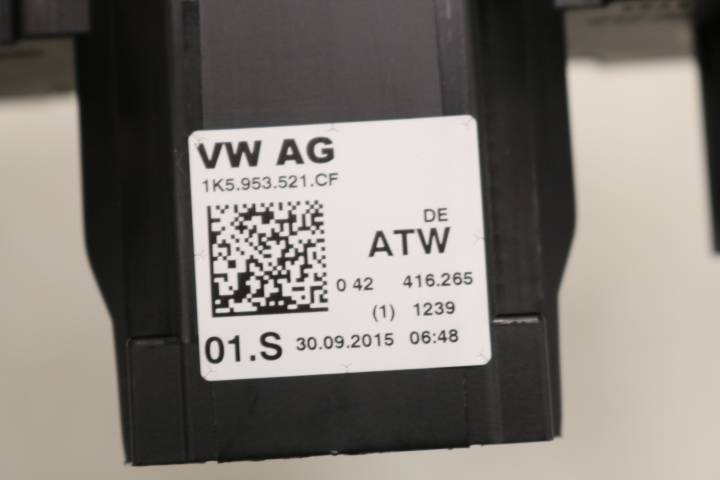 VW AG
1K5.953.521.CF
DE
ATW
0 42 416.265
(1) 1239
01.S 30.09.2015 06:48